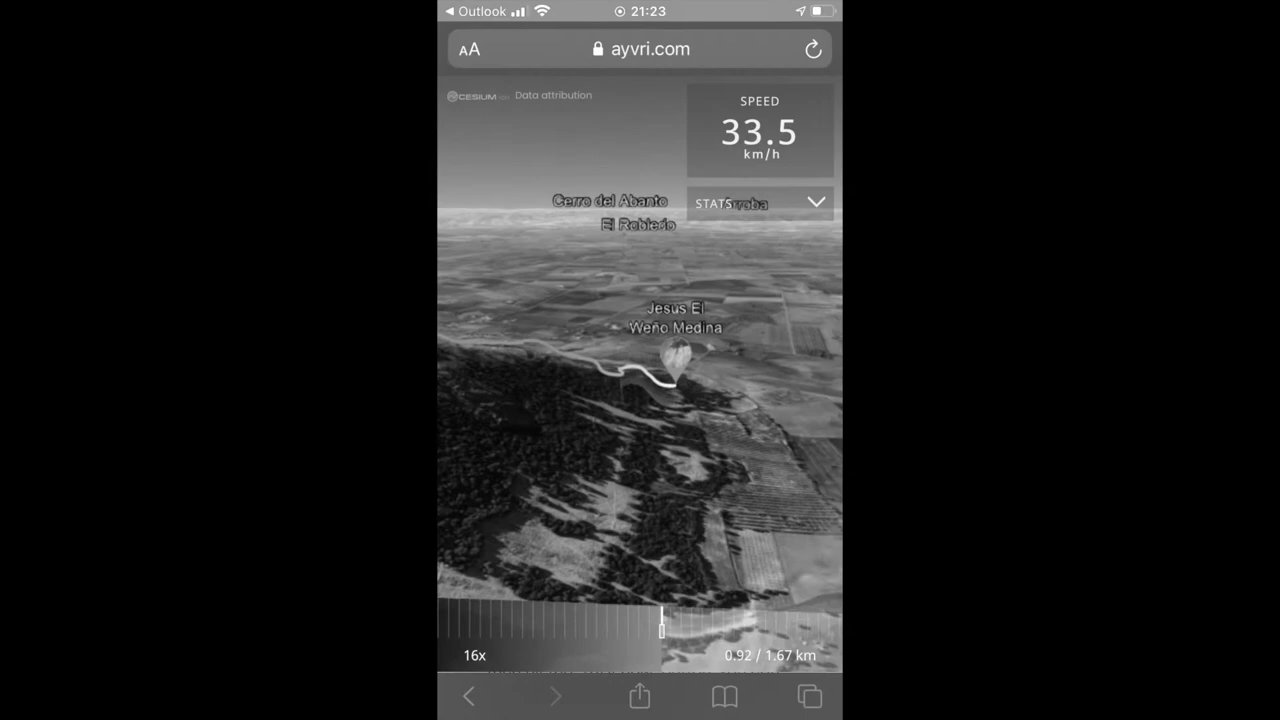 Outlook
21:23
AA
ayvri.com
CESIUM
Data attribution
SPEED
33.5
km/h
Cerro del Abanto
STATS
El Robledo
Jesus El
Weño Medina
16x
0.92 / 1.67 km